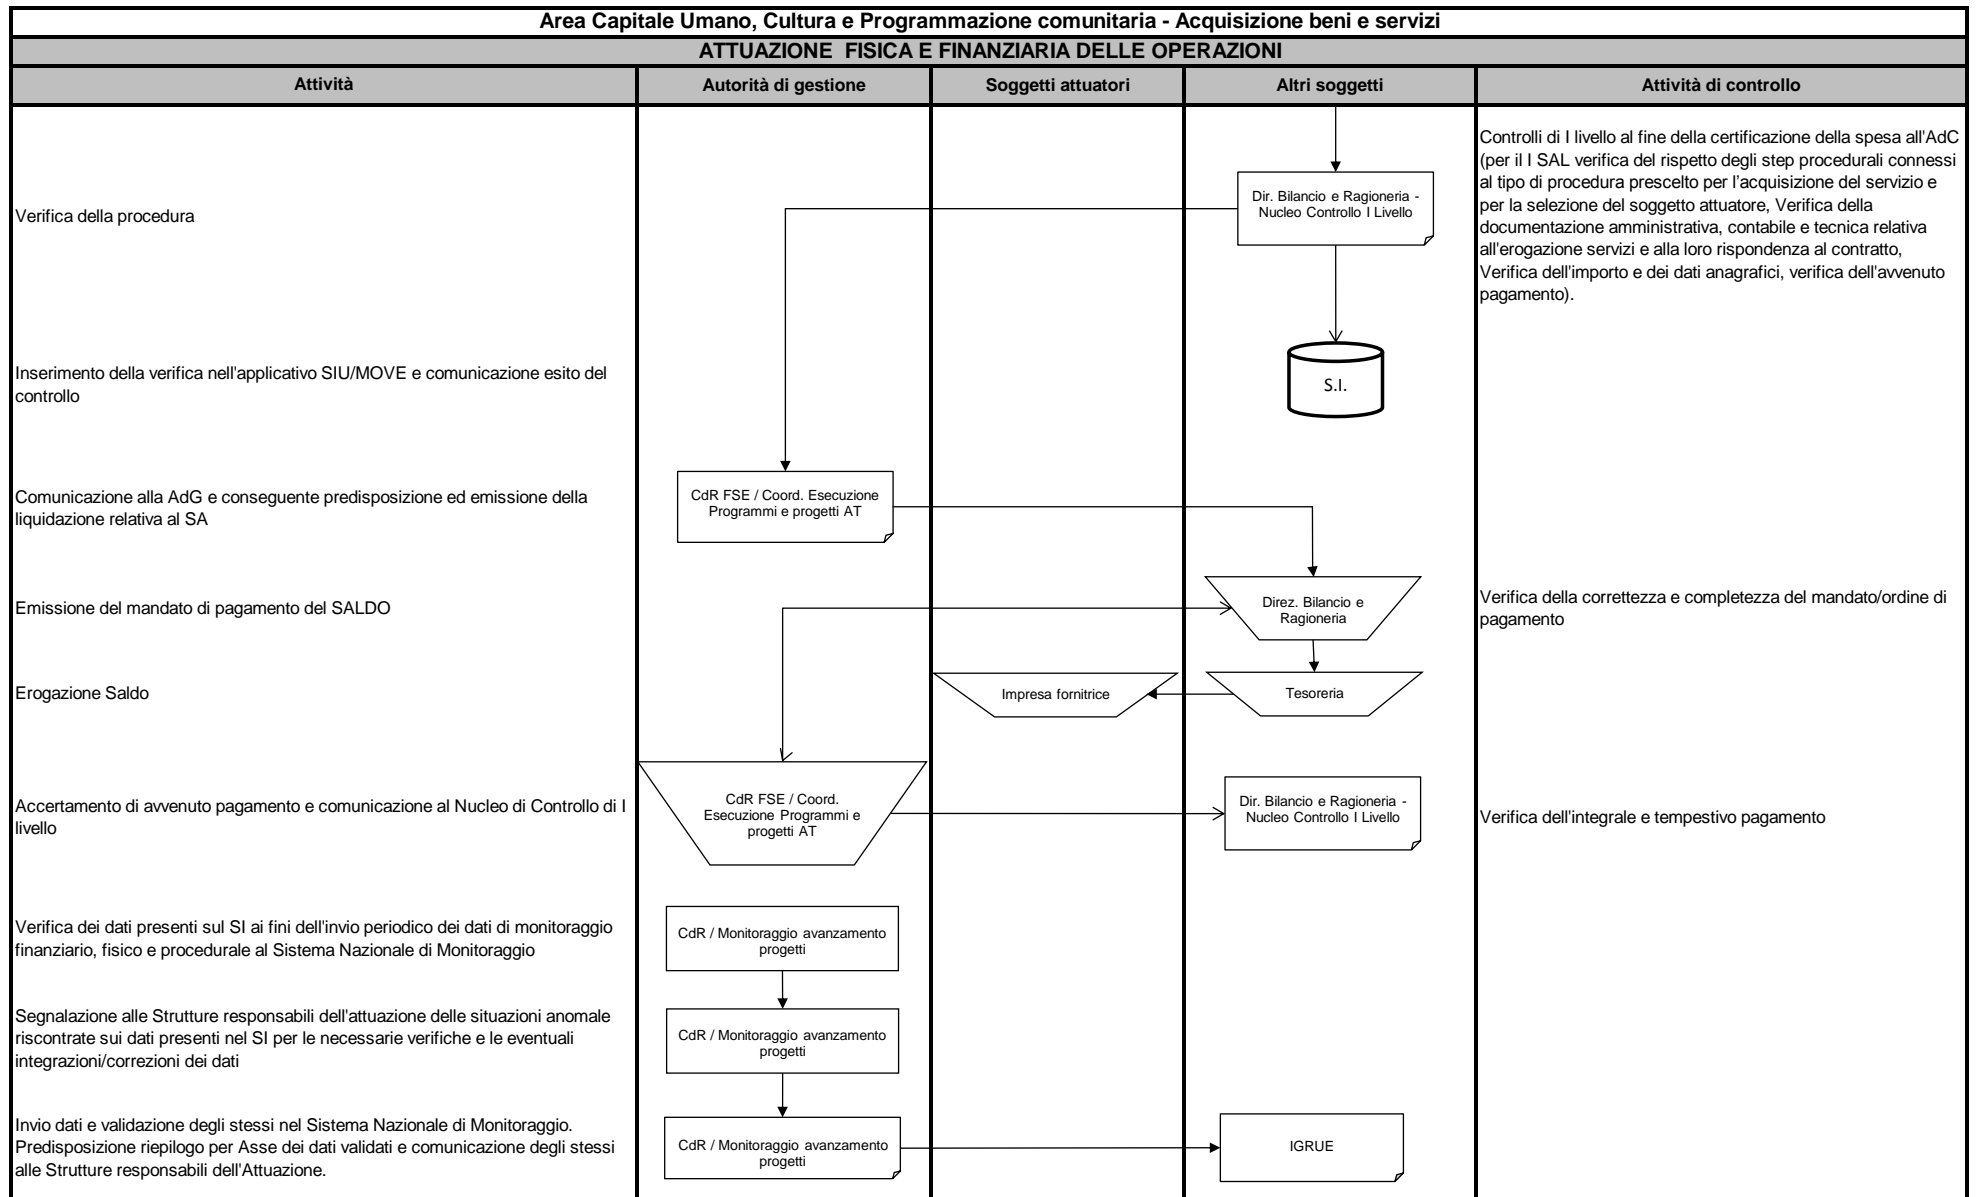 Area Capitale Umano, Cultura e Programmazione comunitaria - Acquisizione beni e servizi
ATTUAZIONE FISICA E FINANZIARIA DELLE OPERAZIONI
Attività
Autorità di gestione
Soggetti attuatori
Altri soggetti
Attività di controllo
Verifica della procedura
Dir. Bilancio e Ragioneria -
Nucleo Controllo I Livello
Controlli di I livello al fine della certificazione della spesa all'AdC
(per il I SAL verifica del rispetto degli step procedurali connessi
al tipo di procedura prescelto per l'acquisizione del servizio e
per la selezione del soggetto attuatore, Verifica della
documentazione amministrativa, contabile e tecnica relativa
all'erogazione servizi e alla loro rispondenza al contratto,
Verifica dell'importo e dei dati anagrafici, verifica dell'avvenuto
pagamento).
Inserimento della verifica nell'applicativo SIU/MOVE e comunicazione esito del
controllo
S.I.
Comunicazione alla AdG e conseguente predisposizione ed emissione della
liquidazione relativa al SA
CdR FSE / Coord. Esecuzione
Programmi e progetti AT
Emissione del mandato di pagamento del SALDO
Direz. Bilancio e
Ragioneria
Verifica della correttezza e completezza del mandato/ordine di
pagamento
Erogazione Saldo
Impresa fornitrice
Tesoreria
Accertamento di avvenuto pagamento e comunicazione al Nucleo di Controllo di I
livello
CdR FSE / Coord.
Esecuzione Programmi e
progetti AT
Dir. Bilancio e Ragioneria -
Nucleo Controllo I Livello
Verifica dell'integrale e tempestivo pagamento
Verifica dei dati presenti sul SI ai fini dell'invio periodico dei dati di monitoraggio
finanziario, fisico e procedurale al Sistema Nazionale di Monitoraggio
CdR / Monitoraggio avanzamento
progetti
Segnalazione alle Strutture responsabili dell'attuazione delle situazioni anomale
riscontrate sui dati presenti nel SI per le necessarie verifiche e le eventuali
integrazioni/correzioni dei dati
CdR / Monitoraggio avanzamento
progetti
Invio dati e validazione degli stessi nel Sistema Nazionale di Monitoraggio.
Predisposizione riepilogo per Asse dei dati validati e comunicazione degli stessi
alle Strutture responsabili dell'Attuazione.
CdR / Monitoraggio avanzamento
progetti
IGRUE